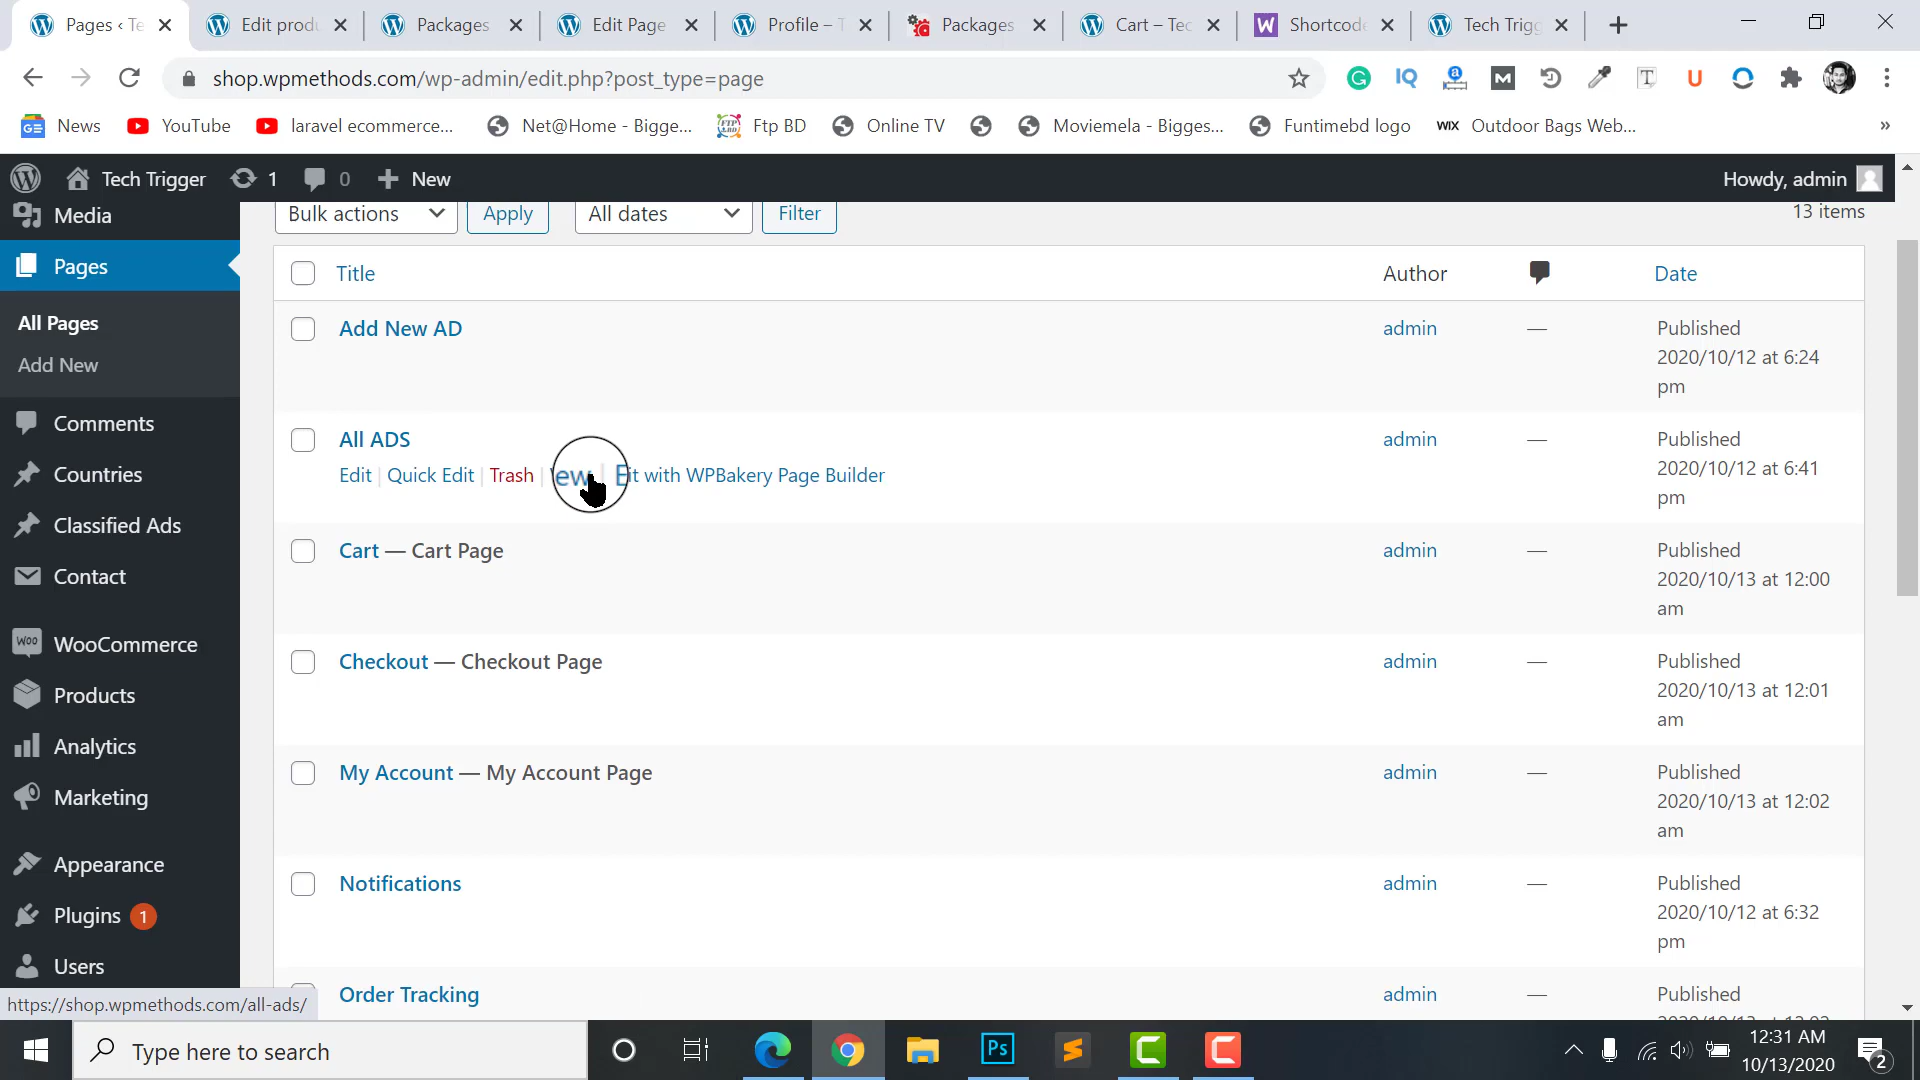 Pages ‹ Te
Edit produ
Packages
Edit Page
Profile – T
Packages
Cart – Tec
Shortcode
Tech Trigg
shop.wpmethods.com/wp-admin/edit.php?post_type=page
News
YouTube
laravel ecommerce...
Net@Home - Bigge...
Ftp BD
Online TV
Moviemela - Bigges...
Funtimebd logo
WIX Outdoor Bags Web...
»
Tech Trigger
1
0
New
Howdy, admin
Media
Pages
All Pages
Add New
Comments
Countries
Classified Ads
Contact
WooCommerce
Products
Analytics
Marketing
Appearance
Plugins 1
Users
Bulk actions
Apply
All dates
Filter
13 items
Title Author Date
Add New AD admin — Published
2020/10/12 at 6:24
pm
All ADS admin — Published
Edit | Quick Edit | Trash | ew | E it with WPBakery Page Builder 2020/10/12 at 6:41
pm
Cart — Cart Page admin — Published
2020/10/13 at 12:00
am
Checkout — Checkout Page admin — Published
2020/10/13 at 12:01
am
My Account — My Account Page admin — Published
2020/10/13 at 12:02
am
Notifications admin — Published
2020/10/12 at 6:32
pm
Order Tracking admin — Published
https://shop.wpmethods.com/all-ads/
Type here to search
Ps
12:31 AM
10/13/2020
2